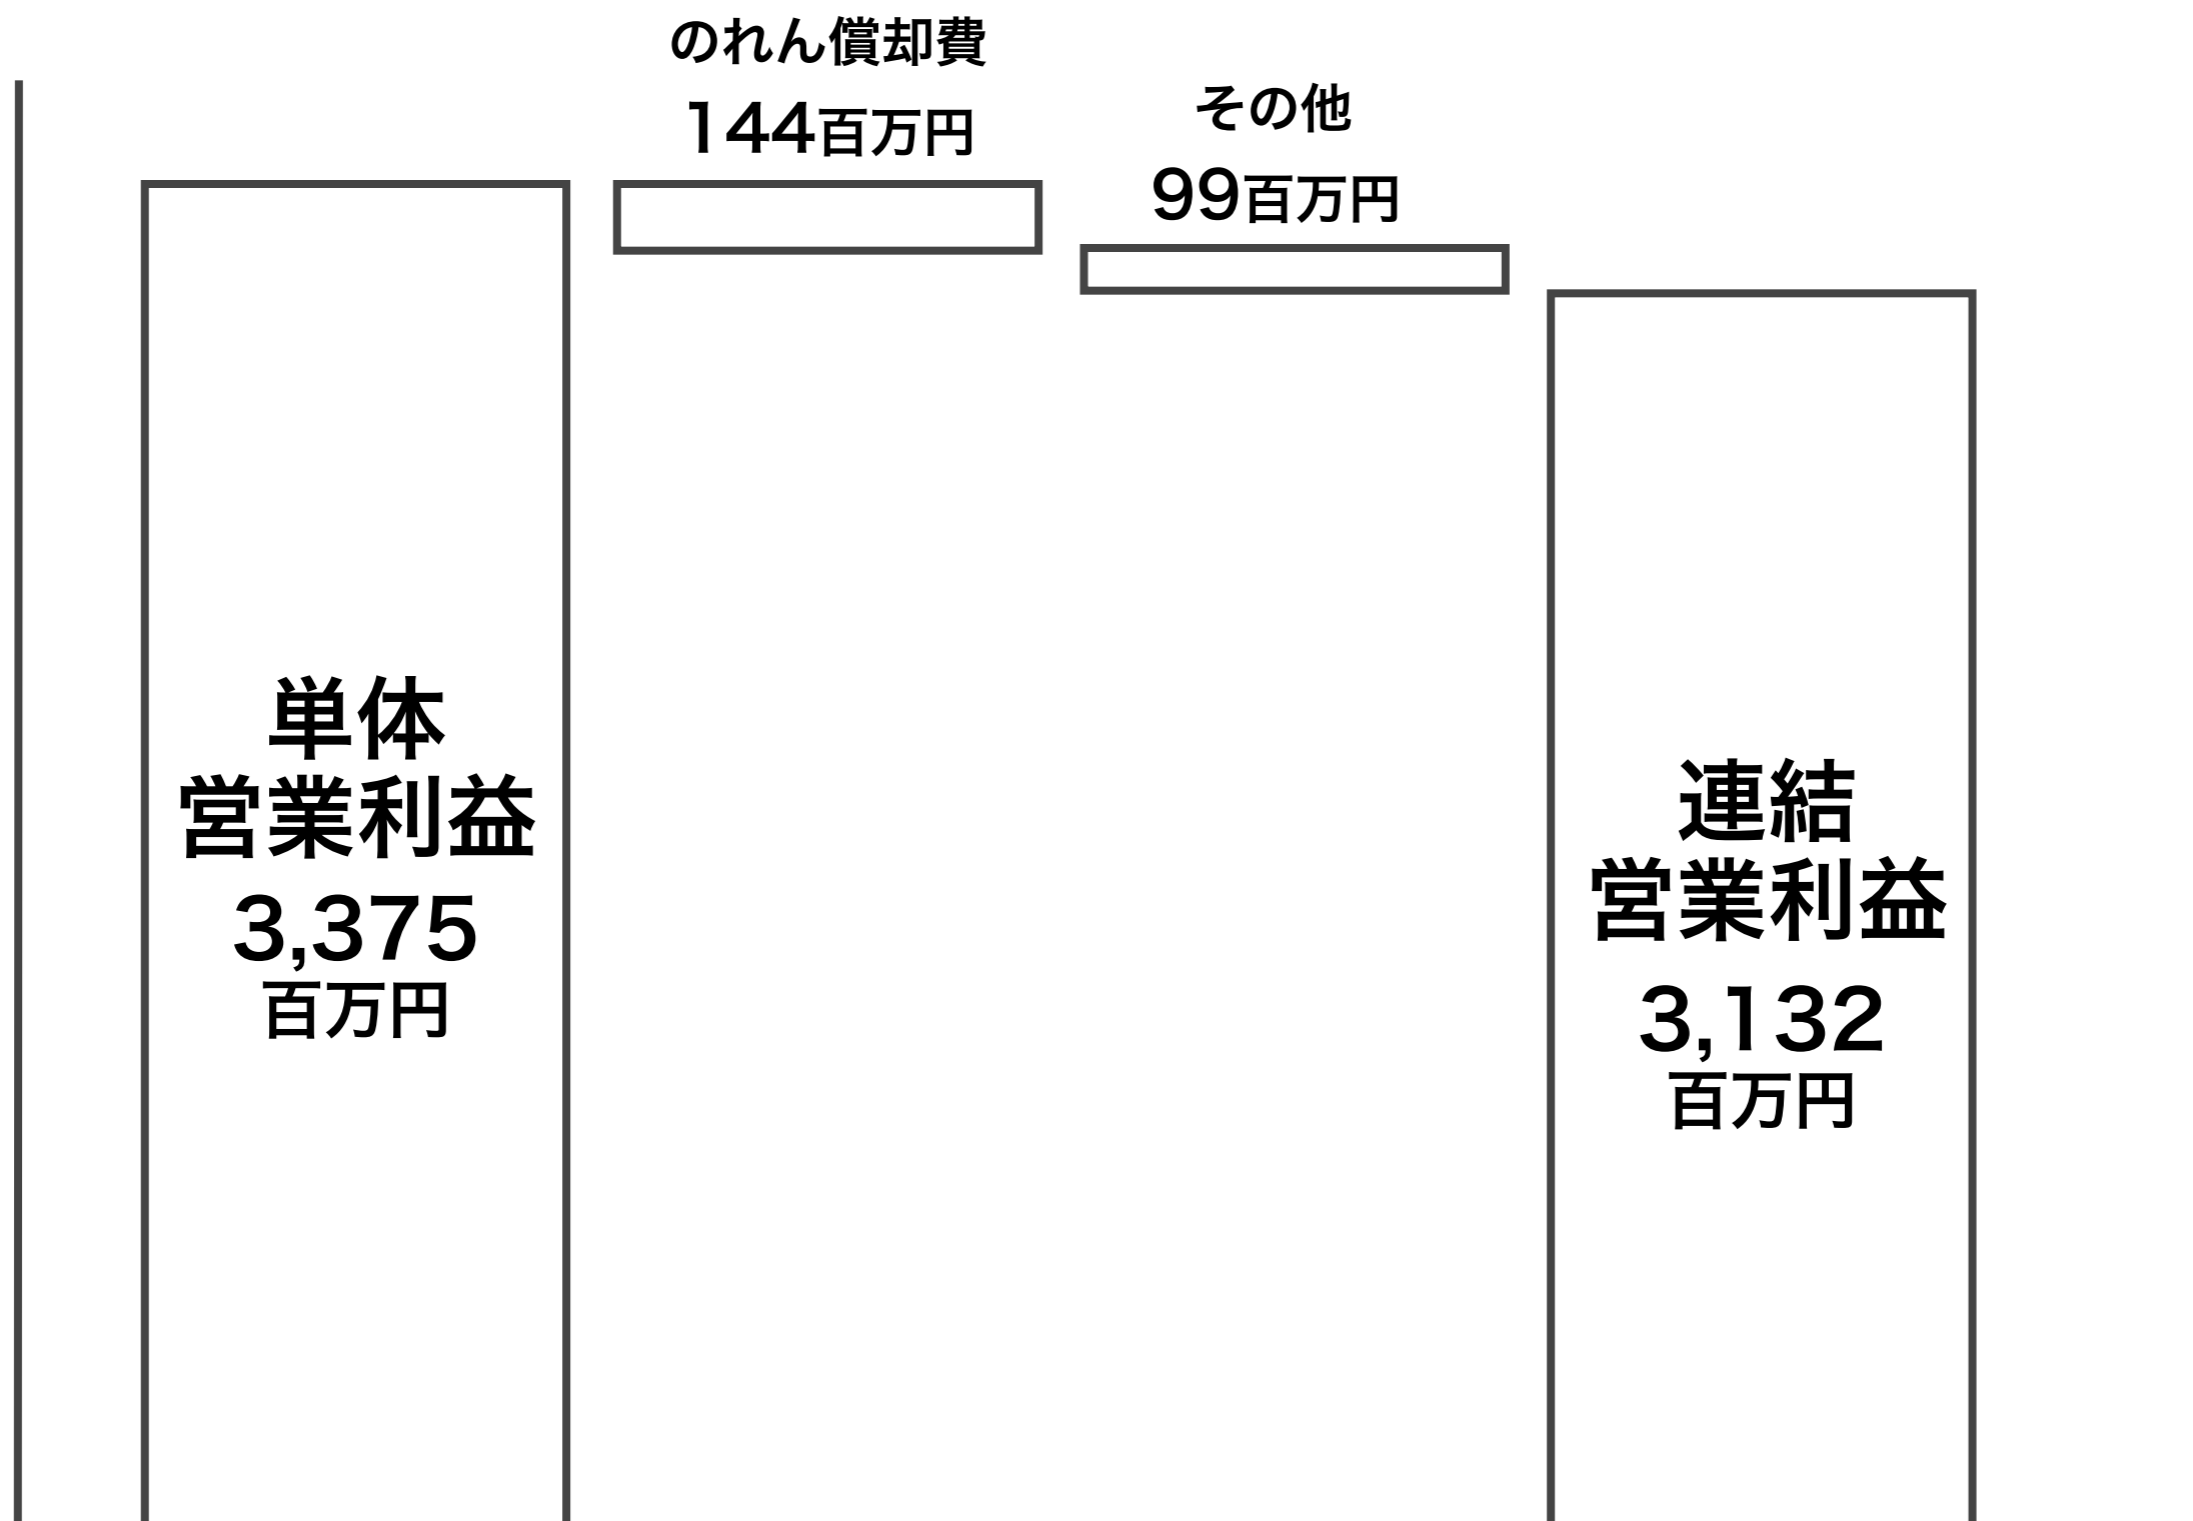 のれん償却費
144百万円
その他
99百万円
単体
営業利益
3,375
百万円
連結
営業利益
3,132
百万円